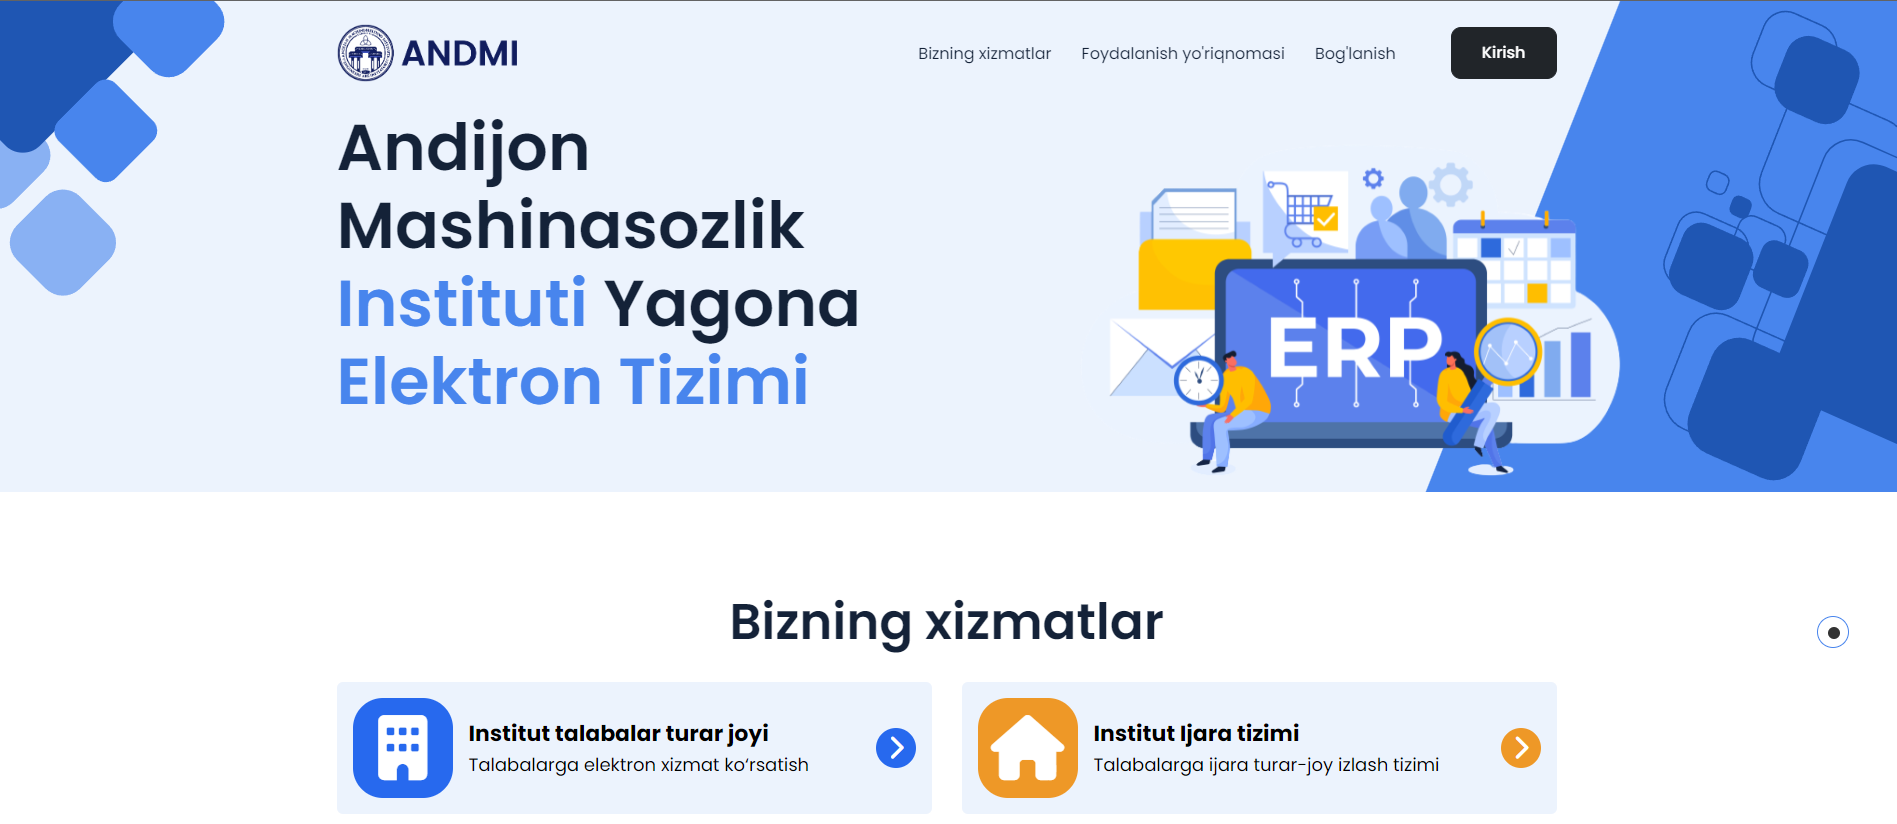 ANDMI
Bizning xizmatlar
Foydalanish yo'riqnomasi
Bog'lanish
Kirish
Andijon
Mashinasozlik
Instituti Yagona
Elektron Tizimi
ERP
Bizning xizmatlar
Institut talabalar turar joyi
Talabalarga elektron xizmat ko‘rsatish
Institut Ijara tizimi
Talabalarga ijara turar-joy izlash tizimi